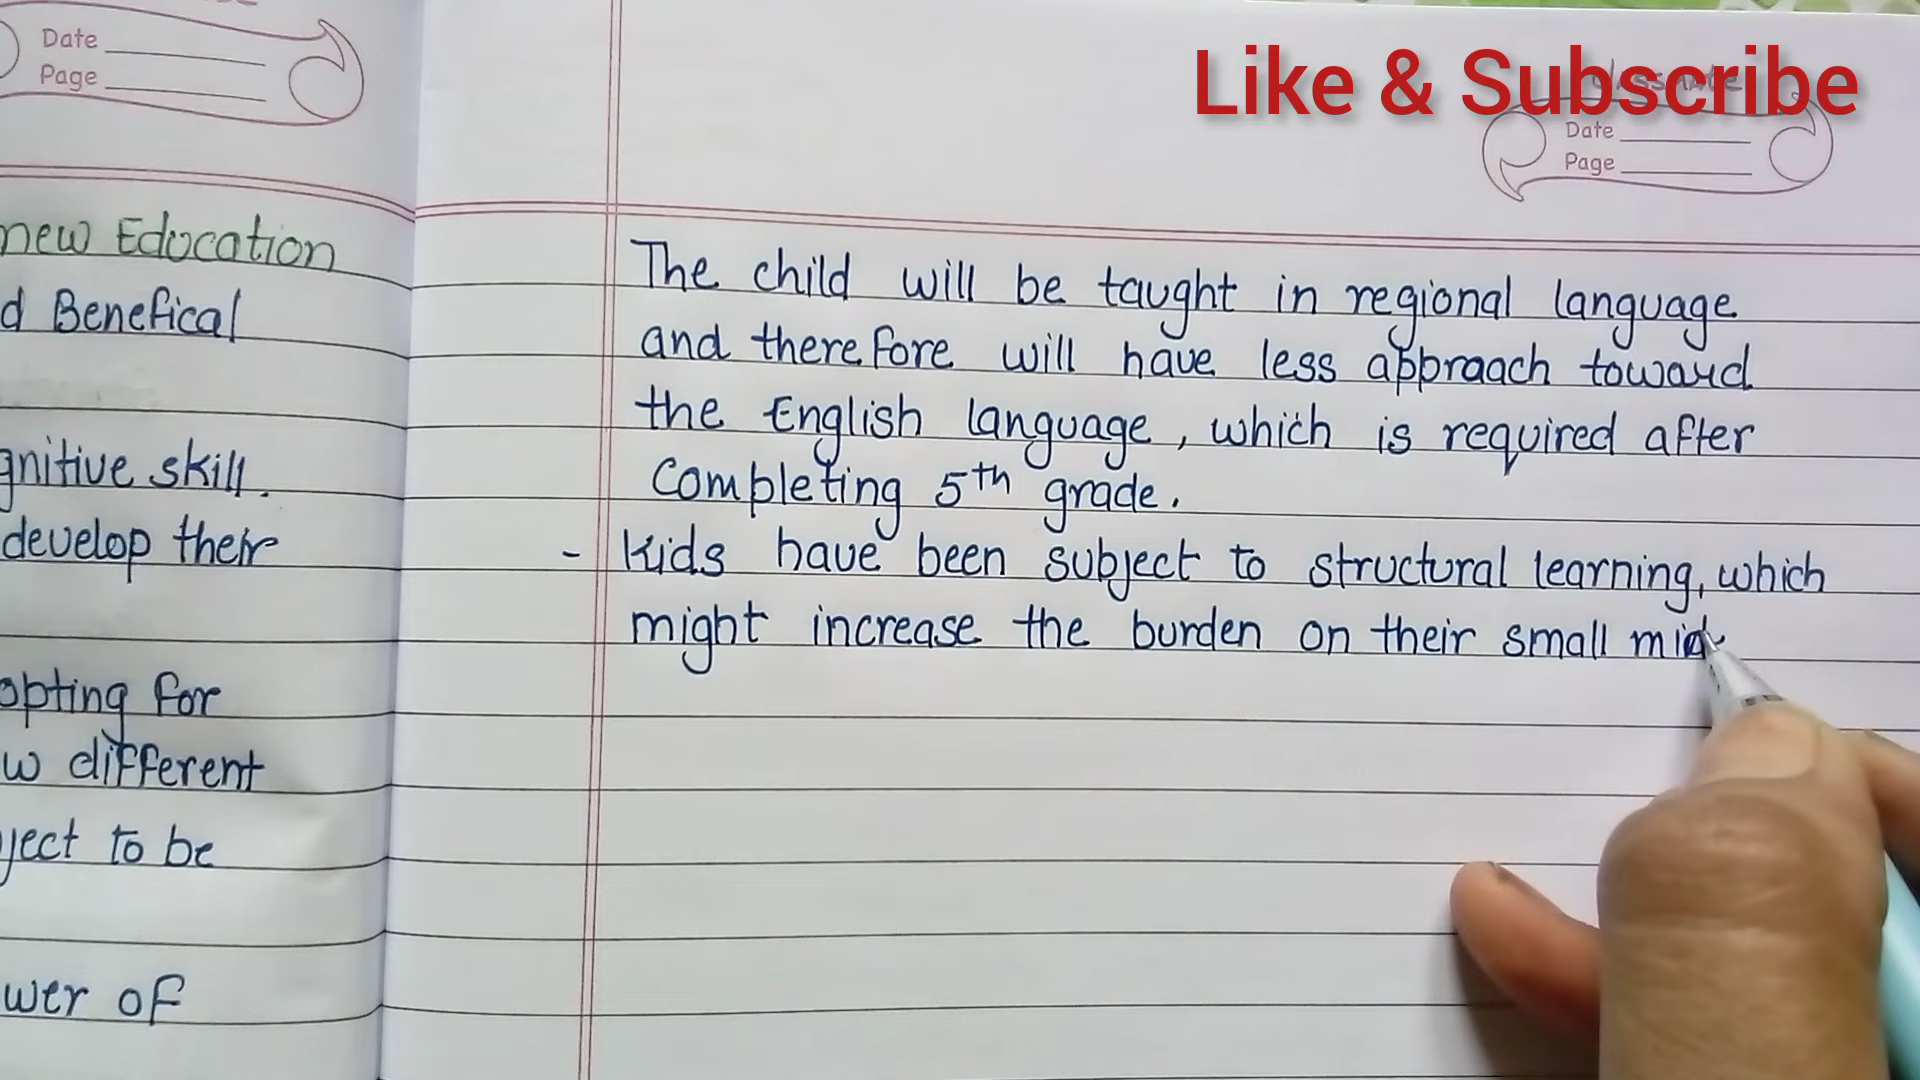 Like & Subscribe
Date
Page
new Education
d Benefical
gnitive skill.
develop their
opting for
w different
ject to be
wer of
Date
Page
The child will be taught in regional language
and therefore will have less appraach toward
the English language, which is required after
Completing 5th grade.
- Kids have been subject to structural learning, which
might increase the burden on their small mid